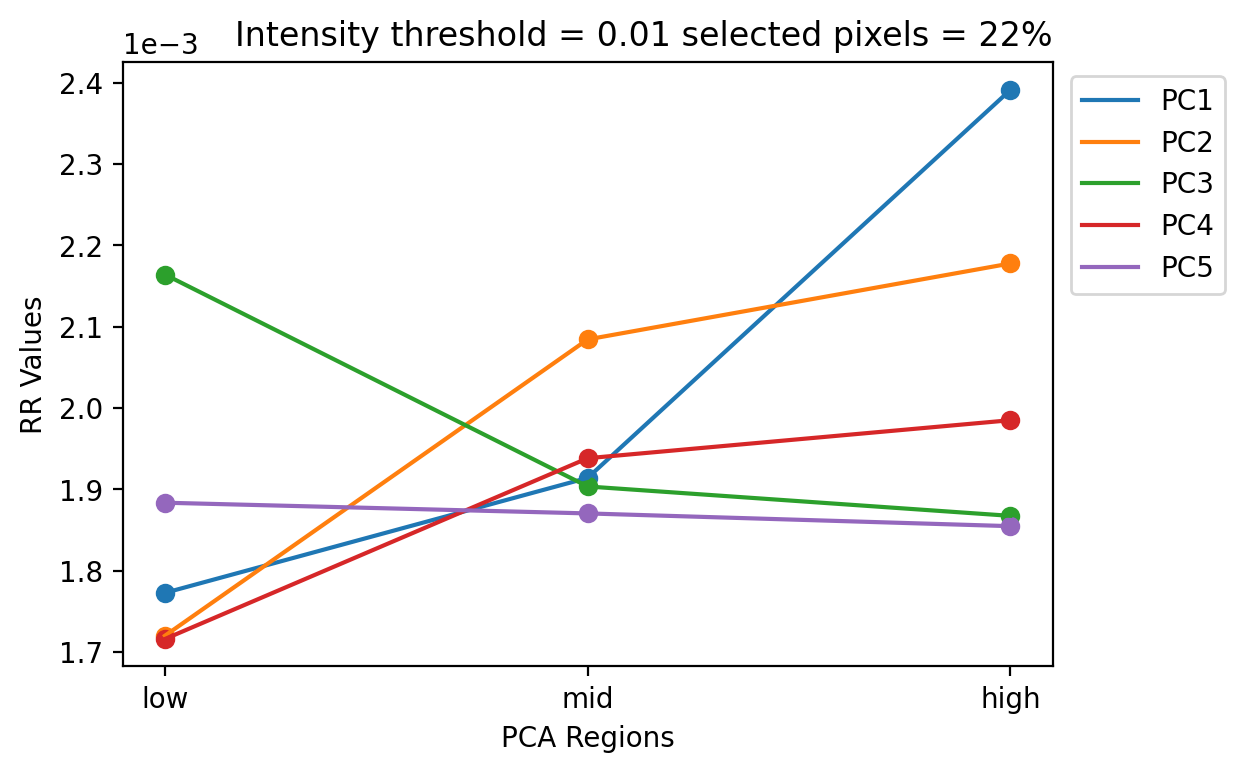 1e−3 Intensity threshold = 0.01 selected pixels = 22%
2.4
2.3
2.2
2.1
2.0
1.9
1.8
1.7
RR Values
low mid high
PCA Regions
PC1
PC2
PC3
PC4
PC5